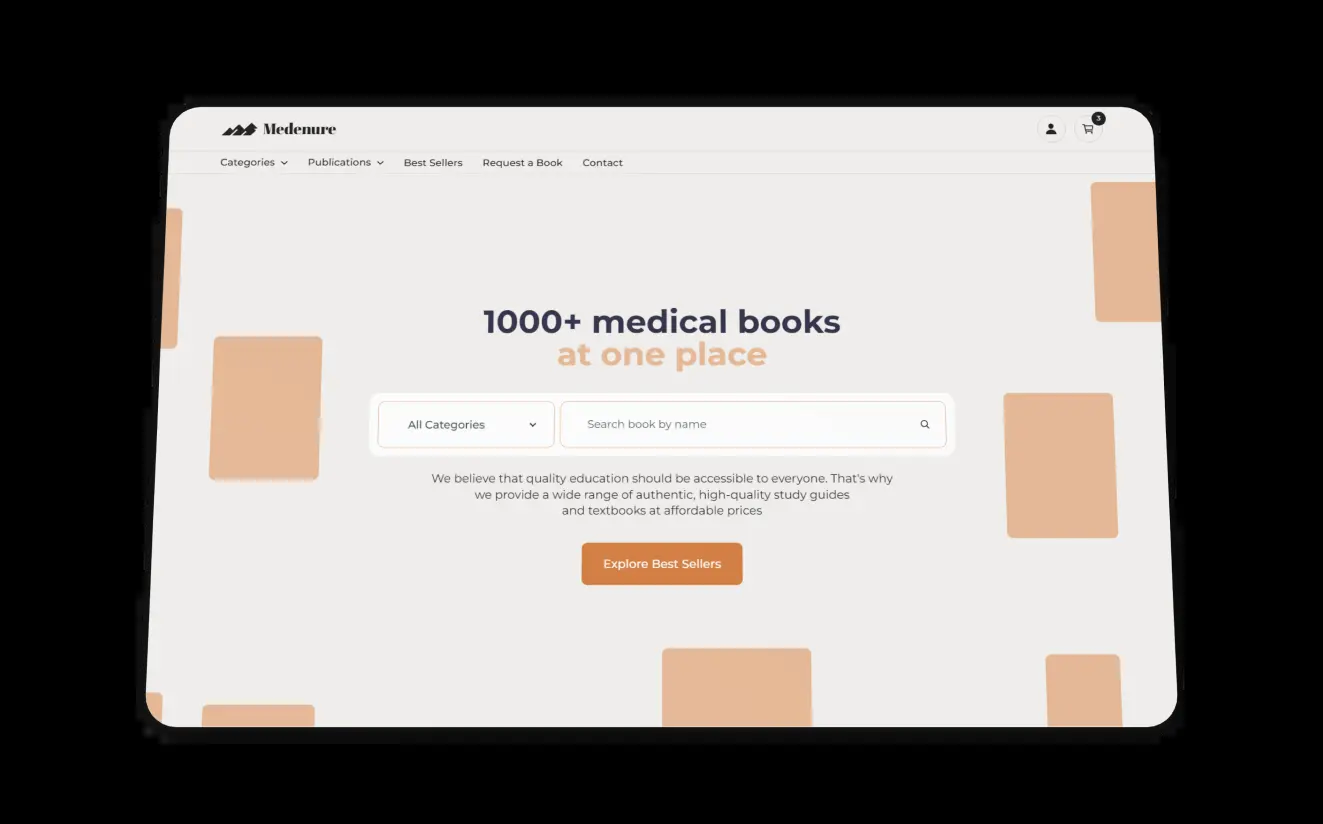 Medenure
3
Categories Publications Best Sellers Request a Book Contact
1000+ medical books
at one place
All Categories Search book by name
We believe that quality education should be accessible to everyone. That's why
we provide a wide range of authentic, high-quality study guides
and textbooks at affordable prices
Explore Best Sellers